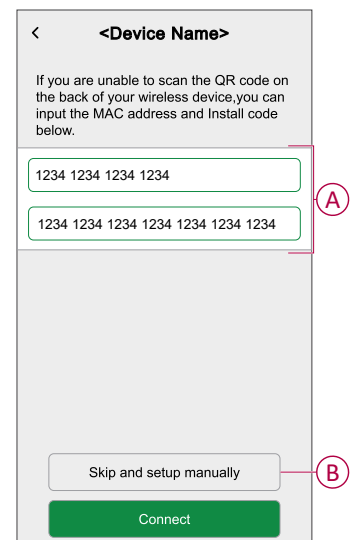 <Device Name>
If you are unable to scan the QR code on
the back of your wireless device,you can
input the MAC address and Install code
below.
1234 1234 1234 1234
A
1234 1234 1234 1234 1234 1234 1234
Skip and setup manually
B
Connect